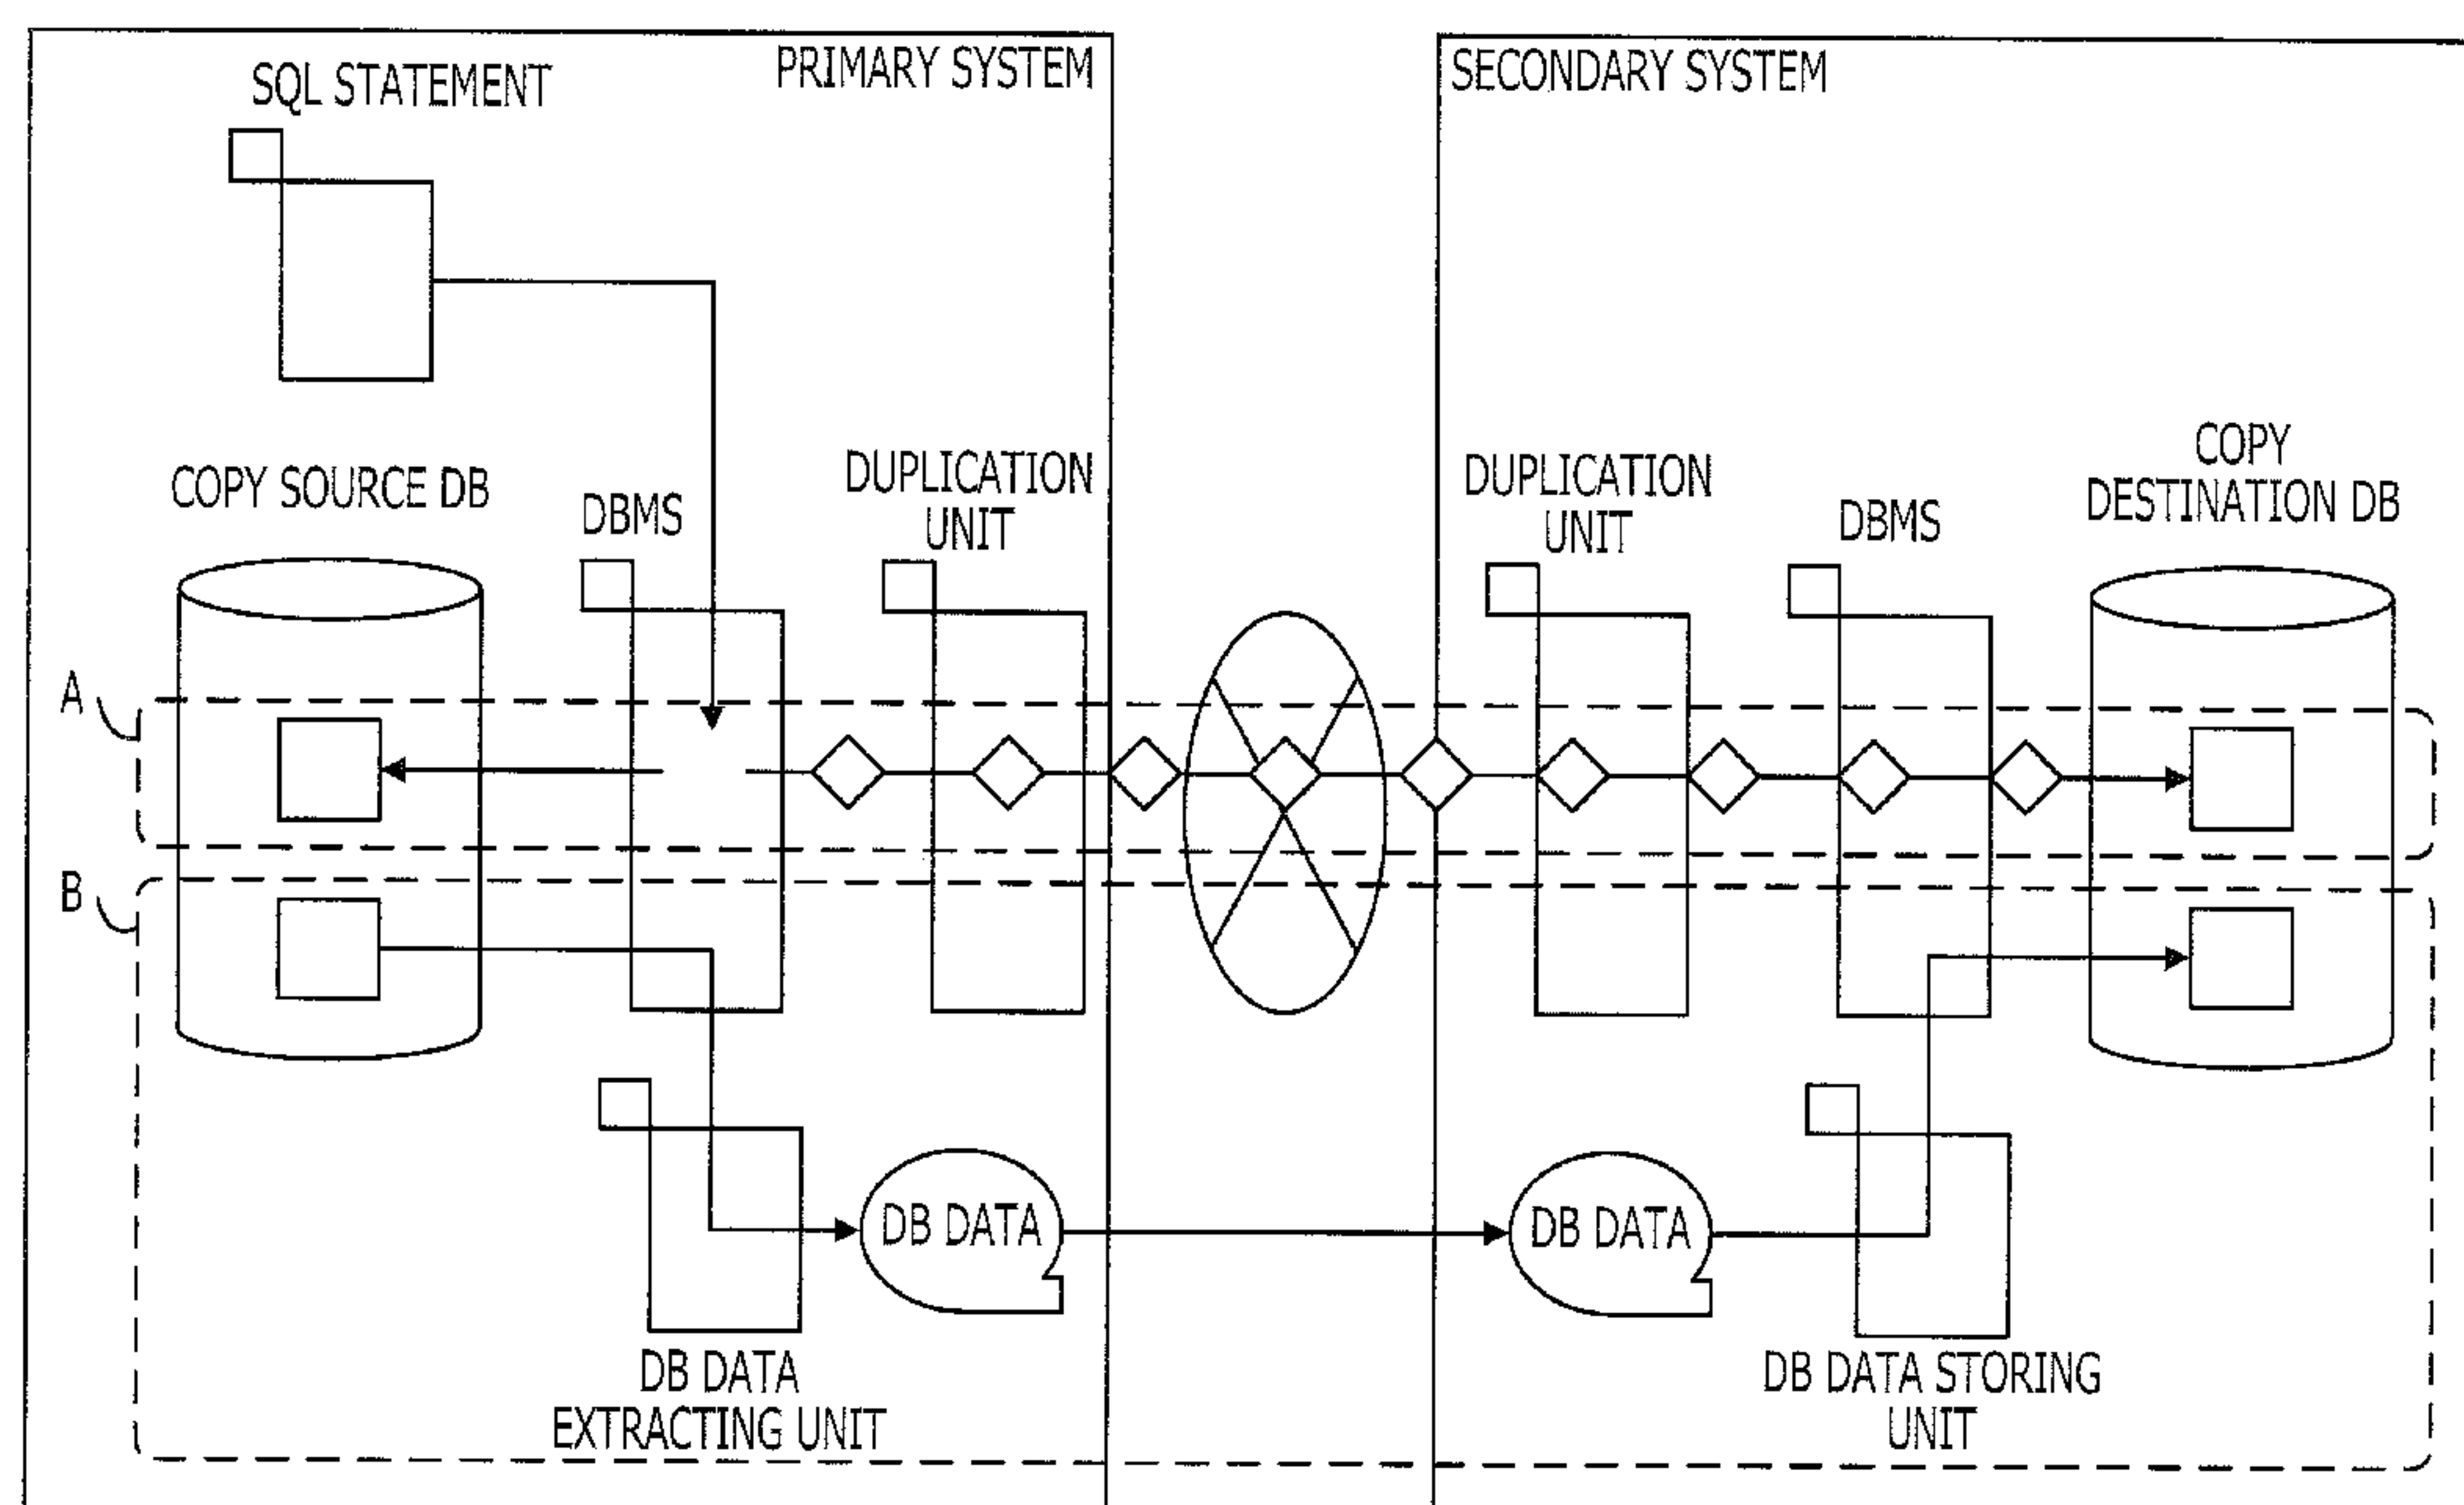 PRIMARY SYSTEM
SECONDARY SYSTEM
SQL STATEMENT
COPY SOURCE DB
DBMS
DUPLICATION
UNIT
DUPLICATION
UNIT
DBMS
COPY
DESTINATION DB
A
B
DB DATA
DB DATA
DB DATA
EXTRACTING UNIT
DB DATA STORING
UNIT